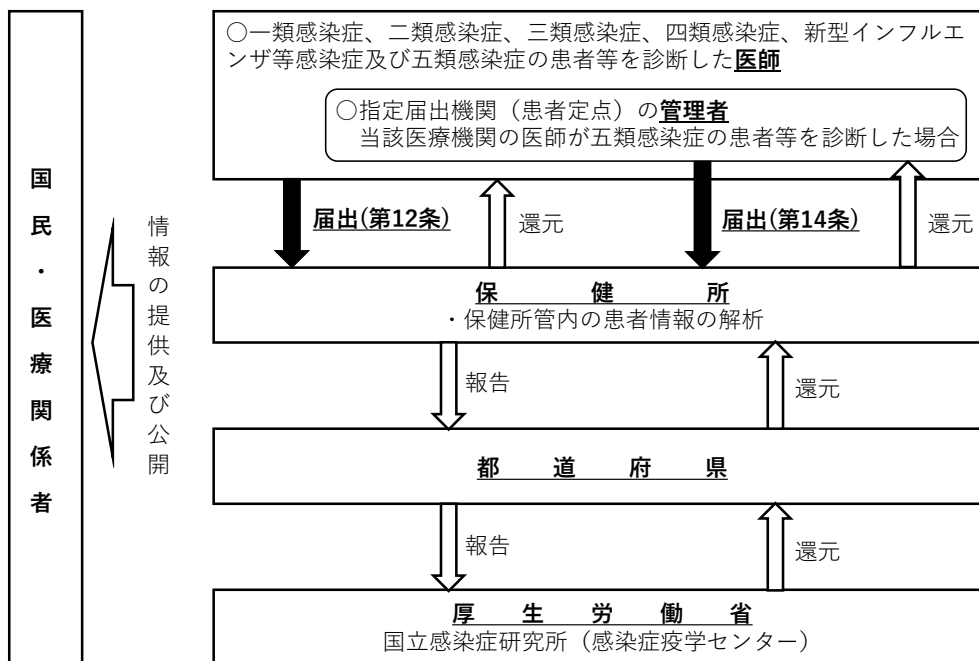 ○一類感染症、二類感染症、三類感染症、四類感染症、新型インフルエ
ンザ等感染症及び五類感染症の患者等を診断した医師
○指定届出機関（患者定点）の管理者
当該医療機関の医師が五類感染症の患者等を診断した場合
届出(第12条)
還元
届出(第14条)
還元
国民・医療関係者
情報の提供及び公開
保健所
・保健所管内の患者情報の解析
報告
還元
都道府県
報告
還元
厚生労働省
国立感染症研究所（感染症疫学センター）